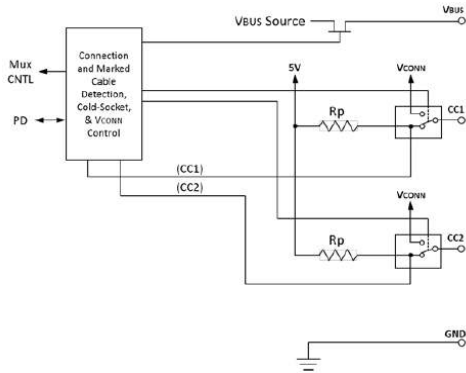 VBUS Source
VBUS
Connection
and Marked
Cable
Detection,
Cold-Socket,
& VCONN
Control
Mux
CNTL
PD
5V
VCONN
Rp
CC1
(CC1)
(CC2)
VCONN
Rp
CC2
GND